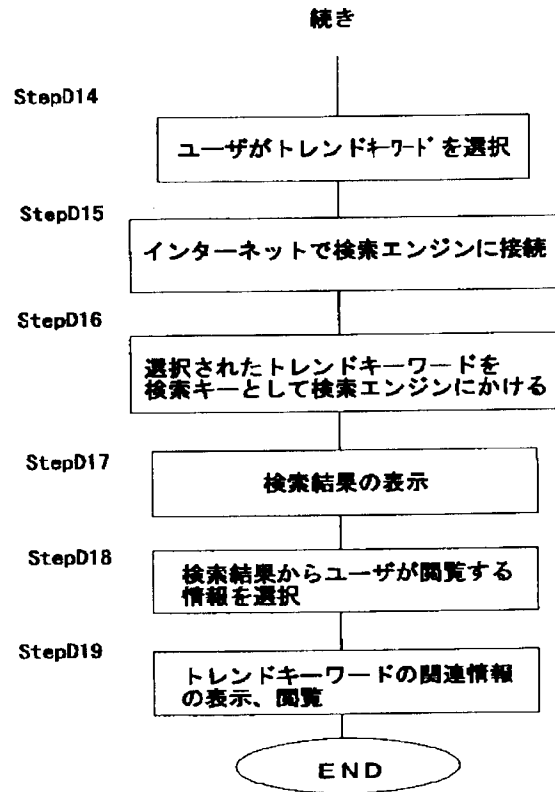 続き
StepD14
ユーザがトレンドキーワードを選択
StepD15
インターネットで検索エンジンに接続
StepD16
選択されたトレンドキーワードを
検索キーとして検索エンジンにかける
StepD17
検索結果の表示
StepD18
検索結果からユーザが閲覧する
情報を選択
StepD19
トレンドキーワードの関連情報
の表示、閲覧
END